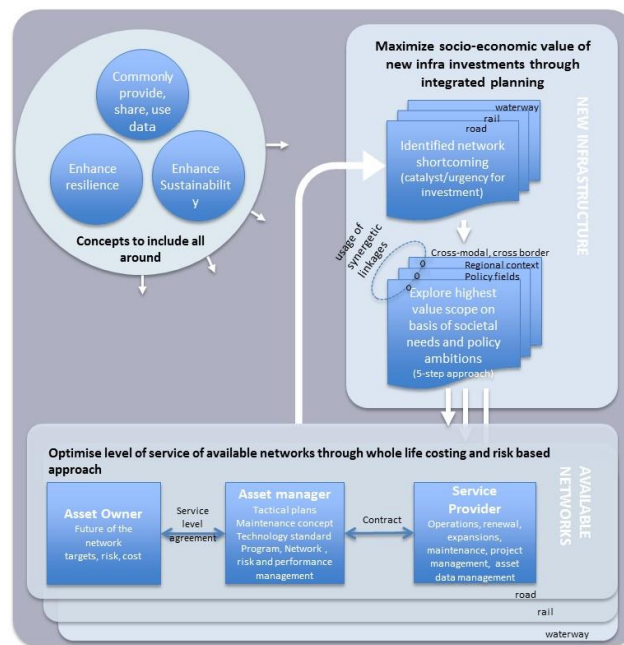 Commonly
provide,
share, use
data
Enhance
resilience
Enhance
Sustainabilit
y
Concepts to include all
around
Maximize socio-economic value of
new infra investments through
integrated planning
NEW INFRASTRUCTURE
waterway
rail
road
Identified network
shortcoming
(catalyst/urgency for
investment)
usage of
synergetic
linkages
Cross-modal, cross border
Regional context
Policy fields
Explore highest
value scope on
basis of societal
needs and policy
ambitions
(5-step approach)
Optimise level of service of available networks through whole life costing and risk based
approach
AVAILABLE
NETWORKS
Asset Owner
Future of the
network
targets, risk, cost
Service
level
agreement
Asset manager
Tactical plans
Maintenance concept
Technology standard
Program, Network ,
risk and performance
management
Contract
Service
Provider
Operations, renewal,
expansions,
maintenance, project
management, asset
data management
road
rail
waterway